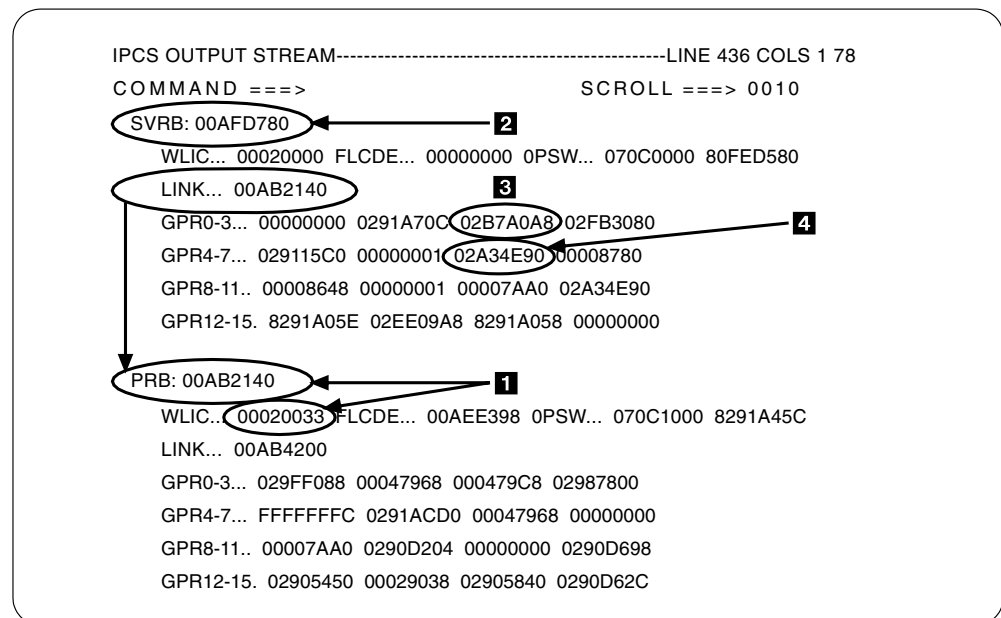 IPCS OUTPUT STREAM------------------------------------------------LINE 436 COLS 1 78
COMMAND ===> SCROLL ===> 0010
SVRB: 00AFD780 2
WLIC... 00020000 FLCDE... 00000000 0PSW... 070C0000 80FED580
LINK... 00AB2140 3
GPR0-3... 00000000 0291A70C 02B7A0A8 02FB3080 4
GPR4-7... 029115C0 00000001 02A34E90 00008780
GPR8-11.. 00008648 00000001 00007AA0 02A34E90
GPR12-15. 8291A05E 02EE09A8 8291A058 00000000
PRB: 00AB2140 1
WLIC... 00020033 FLCDE... 00AEE398 0PSW... 070C1000 8291A45C
LINK... 00AB4200
GPR0-3... 029FF088 00047968 000479C8 02987800
GPR4-7... FFFFFFFC 0291ACD0 00047968 00000000
GPR8-11.. 00007AA0 0290D204 00000000 0290D698
GPR12-15. 02905450 00029038 02905840 0290D62C